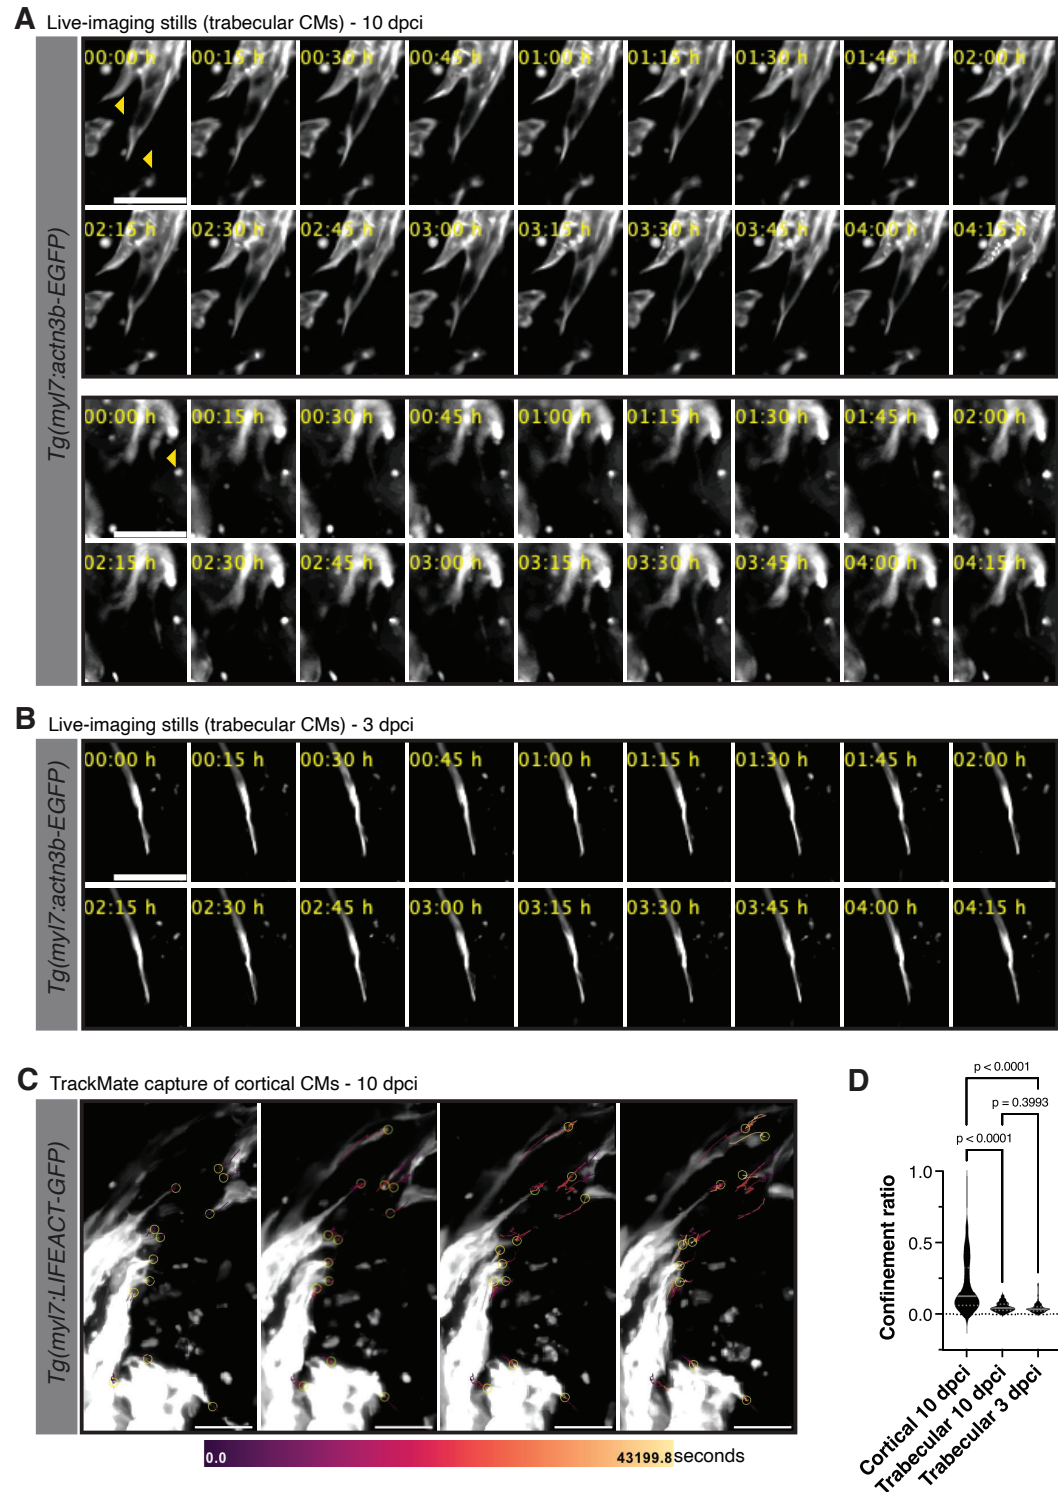 A Live-imaging stills (trabecular CMs) - 10 dpci
Tg(myl7:actn3b-EGFP)
00:00 h 00:15 h 00:30 h 00:45 h 01:00 h 01:15 h 01:30 h 01:45 h 02:00 h
02:15 h 02:30 h 02:45 h 03:00 h 03:15 h 03:30 h 03:45 h 04:00 h 04:15 h
00:00 h 00:15 h 00:30 h 00:45 h 01:00 h 01:15 h 01:30 h 01:45 h 02:00 h
02:15 h 02:30 h 02:45 h 03:00 h 03:15 h 03:30 h 03:45 h 04:00 h 04:15 h
B Live-imaging stills (trabecular CMs) - 3 dpci
Tg(myl7:actn3b-EGFP)
00:00 h 00:15 h 00:30 h 00:45 h 01:00 h 01:15 h 01:30 h 01:45 h 02:00 h
02:15 h 02:30 h 02:45 h 03:00 h 03:15 h 03:30 h 03:45 h 04:00 h 04:15 h
C TrackMate capture of cortical CMs - 10 dpci
Tg(myl7:LIFEACT-GFP)
0.0 43199.8 seconds
D
p < 0.0001
p = 0.3993
p < 0.0001
Confinement ratio
1.0
0.5
0.0
Cortical 10 dpci
Trabecular 10 dpci
Trabecular 3 dpci